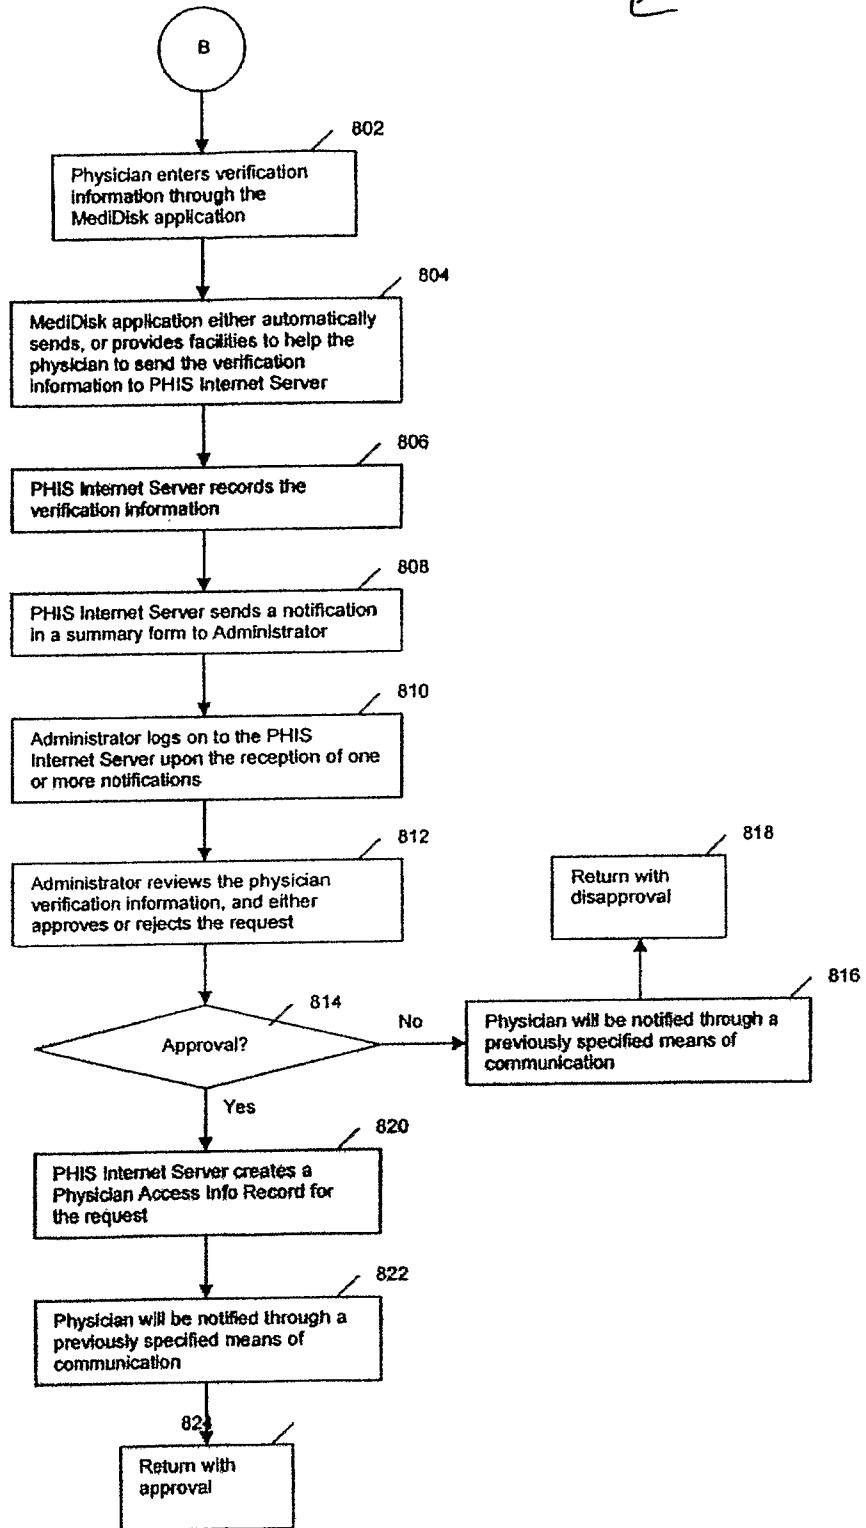 B
802
Physician enters verification
information through the
MediDisk application
804
MediDisk application either automatically
sends, or provides facilities to help the
physician to send the verification
information to PHIS Internet Server
806
PHIS Internet Server records the
verification information
808
PHIS Internet Server sends a notification
in a summary form to Administrator
810
Administrator logs on to the PHIS
Internet Server upon the reception of one
or more notifications
812
Administrator reviews the physician
verification information, and either
approves or rejects the request
818
Return with
disapproval
816
Physician will be notified through a
previously specified means of
communication
814
Approval?
No
Yes
820
PHIS Internet Server creates a
Physician Access Info Record for
the request
822
Physician will be notified through a
previously specified means of
communication
824
Return with
approval